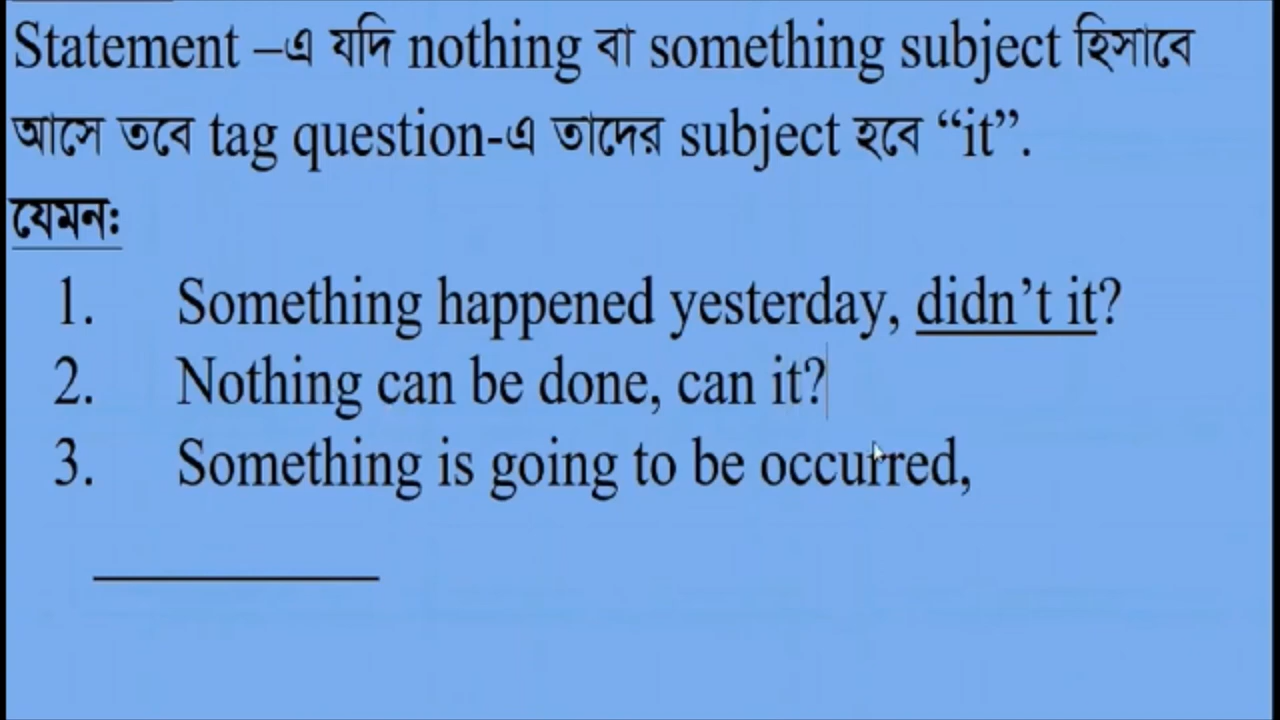 Statement –এ যদি nothing বা something subject হিসাবে
আসে তবে tag question-এ তাদের subject হবে “it”.
যেমনঃ
1. Something happened yesterday, didn’t it?
2. Nothing can be done, can it?
3. Something is going to be occurred,